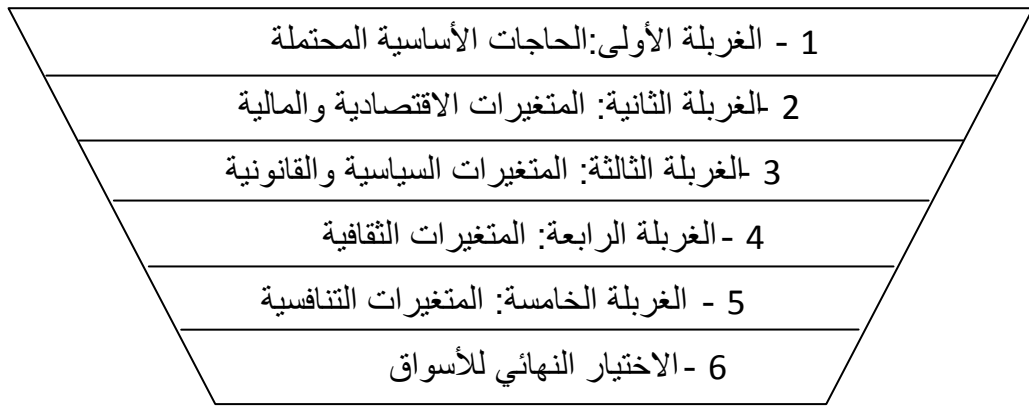 1 - الغربلة الأولى:الحاجات الأساسية المحتملة
2 -الغربلة الثانية: المتغيرات الاقتصادية والمالية
3 -الغربلة الثالثة: المتغيرات السياسية والقانونية
4 -الغربلة الرابعة: المتغيرات الثقافية
5 - الغربلة الخامسة: المتغيرات التنافسية
6 -الاختيار النهائي للأسواق